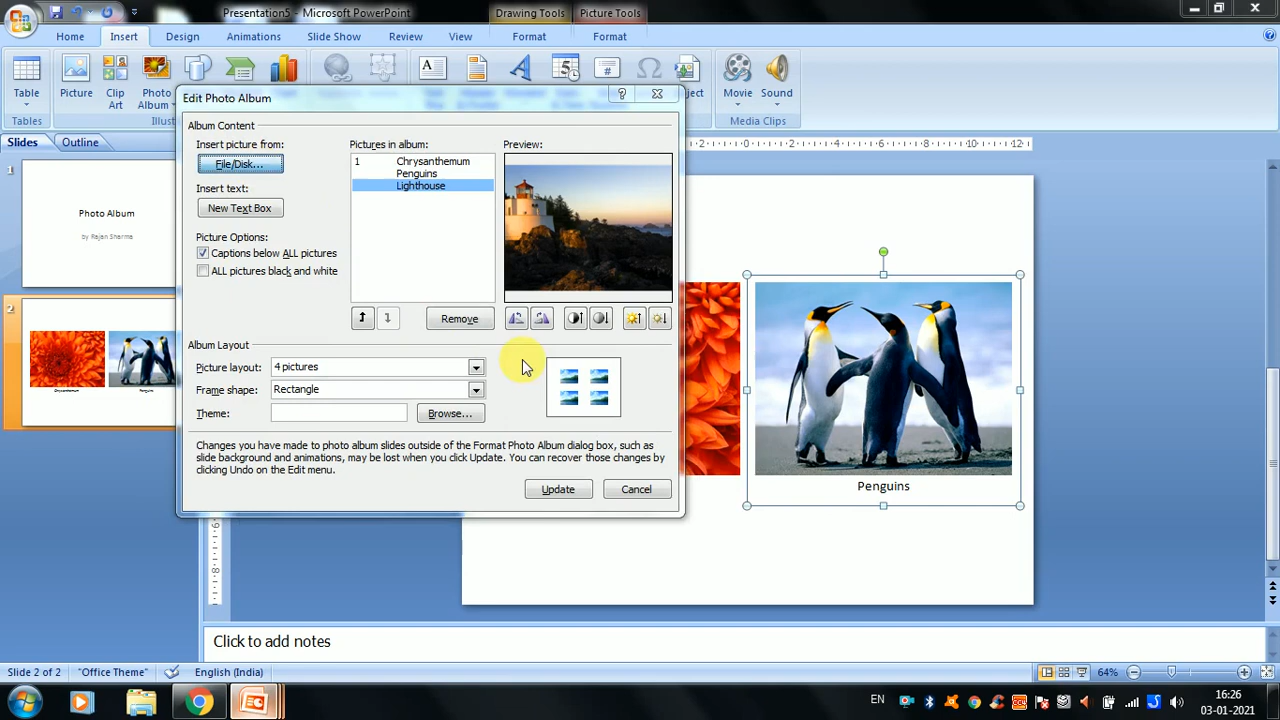 Presentation5 - Microsoft PowerPoint
Drawing Tools
Picture Tools
Home
Insert
Design
Animations
Slide Show
Review
View
Format
Format
Table
Picture
Clip Art
Photo Album
Movie
Sound
Tables
Media Clips
Slides
Outline
Edit Photo Album
Album Content
Insert picture from:
File/Disk...
Insert text:
New Text Box
Picture Options:
Captions below ALL pictures
ALL pictures black and white
Pictures in album:
1 Chrysanthemum
Penguins
Lighthouse
Preview:
Remove
Album Layout
Picture layout: 4 pictures
Frame shape: Rectangle
Theme:
Browse...
Changes you have made to photo album slides outside of the Format Photo Album dialog box, such as
slide background and animations, may be lost when you click Update. You can recover those changes by
clicking Undo on the Edit menu.
Update
Cancel
1
Photo Album
by Rajan Sharma
2
Chrysanthemum
Penguins
Penguins
Click to add notes
Slide 2 of 2
"Office Theme"
English (India)
64%
EN
16:26
03-01-2021